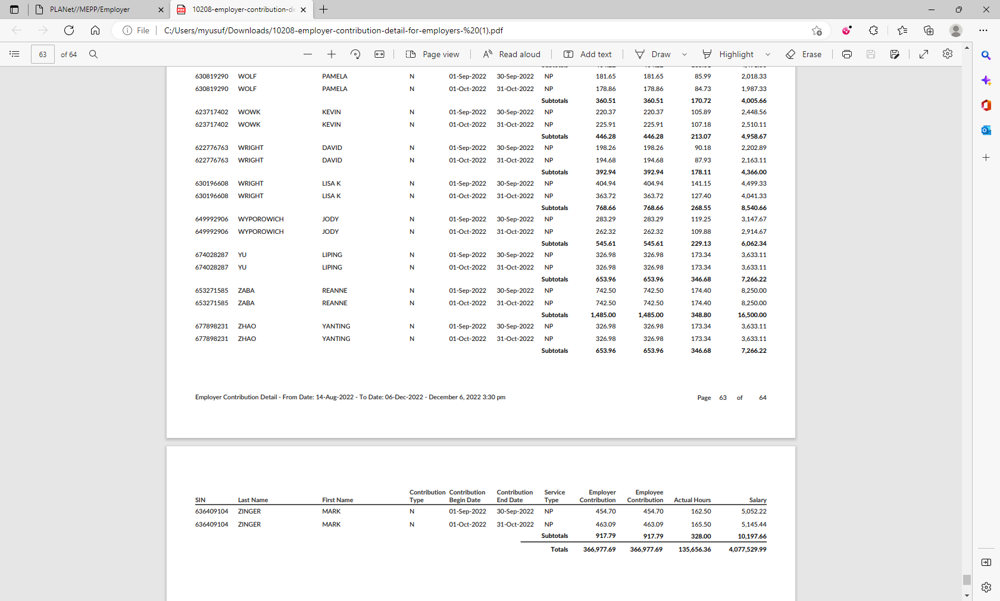 PLANet//MEPP/Employer
10208-employer-contribution-de
File
C:/Users/myusuf/Downloads/10208-employer-contribution-detail-for-employers-%20(1).pdf
63 of 64
Page view
Read aloud
Add text
Draw
Highlight
Erase
630819290 WOLF PAMELA N 01-Sep-2022 30-Sep-2022 NP 181.65 181.65 85.99 2,018.33
630819290 WOLF PAMELA N 01-Oct-2022 31-Oct-2022 NP 178.86 178.86 84.73 1,987.33
Subtotals 360.51 360.51 170.72 4,005.66
623717402 WOWK KEVIN N 01-Sep-2022 30-Sep-2022 NP 220.37 220.37 105.89 2,448.56
623717402 WOWK KEVIN N 01-Oct-2022 31-Oct-2022 NP 225.91 225.91 107.18 2,510.11
Subtotals 446.28 446.28 213.07 4,958.67
622776763 WRIGHT DAVID N 01-Sep-2022 30-Sep-2022 NP 198.26 198.26 90.18 2,202.89
622776763 WRIGHT DAVID N 01-Oct-2022 31-Oct-2022 NP 194.68 194.68 87.93 2,163.11
Subtotals 392.94 392.94 178.11 4,366.00
630196608 WRIGHT LISA K N 01-Sep-2022 30-Sep-2022 NP 404.94 404.94 141.15 4,499.33
630196608 WRIGHT LISA K N 01-Oct-2022 31-Oct-2022 NP 363.72 363.72 127.40 4,041.33
Subtotals 768.66 768.66 268.55 8,540.66
649992906 WYPOROWICH JODY N 01-Sep-2022 30-Sep-2022 NP 283.29 283.29 119.25 3,147.67
649992906 WYPOROWICH JODY N 01-Oct-2022 31-Oct-2022 NP 262.32 262.32 109.88 2,914.67
Subtotals 545.61 545.61 229.13 6,062.34
674028287 YU LIPING N 01-Sep-2022 30-Sep-2022 NP 326.98 326.98 173.34 3,633.11
674028287 YU LIPING N 01-Oct-2022 31-Oct-2022 NP 326.98 326.98 173.34 3,633.11
Subtotals 653.96 653.96 346.68 7,266.22
653271585 ZABA REANNE N 01-Sep-2022 30-Sep-2022 NP 742.50 742.50 174.40 8,250.00
653271585 ZABA REANNE N 01-Oct-2022 31-Oct-2022 NP 742.50 742.50 174.40 8,250.00
Subtotals 1,485.00 1,485.00 348.80 16,500.00
677898231 ZHAO YANTING N 01-Sep-2022 30-Sep-2022 NP 326.98 326.98 173.34 3,633.11
677898231 ZHAO YANTING N 01-Oct-2022 31-Oct-2022 NP 326.98 326.98 173.34 3,633.11
Subtotals 653.96 653.96 346.68 7,266.22
Employer Contribution Detail - From Date: 14-Aug-2022 - To Date: 06-Dec-2022 - December 6, 2022 3:30 pm Page 63 of 64
Contribution Contribution Contribution Service Employer Employee
SIN Last Name First Name Type Begin Date End Date Type Contribution Contribution Actual Hours Salary
636409104 ZINGER MARK N 01-Sep-2022 30-Sep-2022 NP 454.70 454.70 162.50 5,052.22
636409104 ZINGER MARK N 01-Oct-2022 31-Oct-2022 NP 463.09 463.09 165.50 5,145.44
Subtotals 917.79 917.79 328.00 10,197.66
Totals 366,977.69 366,977.69 135,656.36 4,077,529.99